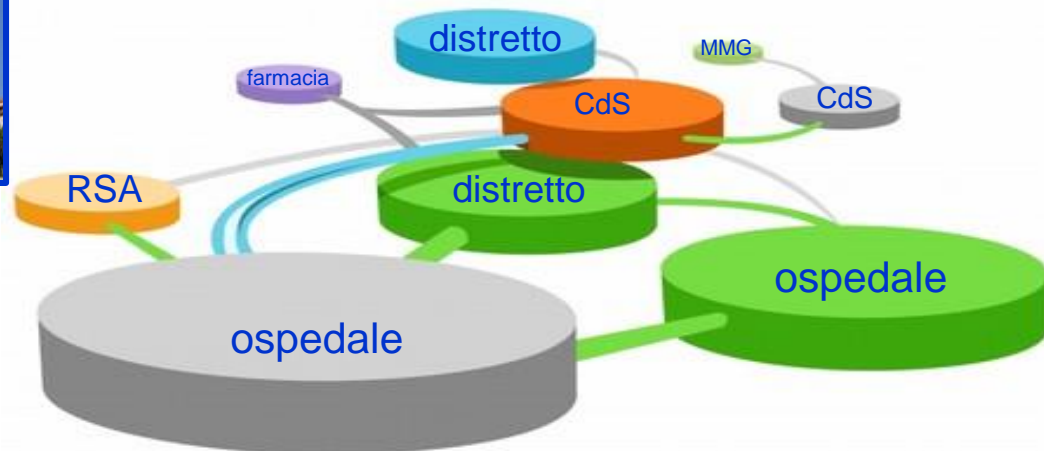 distretto
MMG
farmacia
CdS
CdS
RSA
distretto
ospedale
ospedale